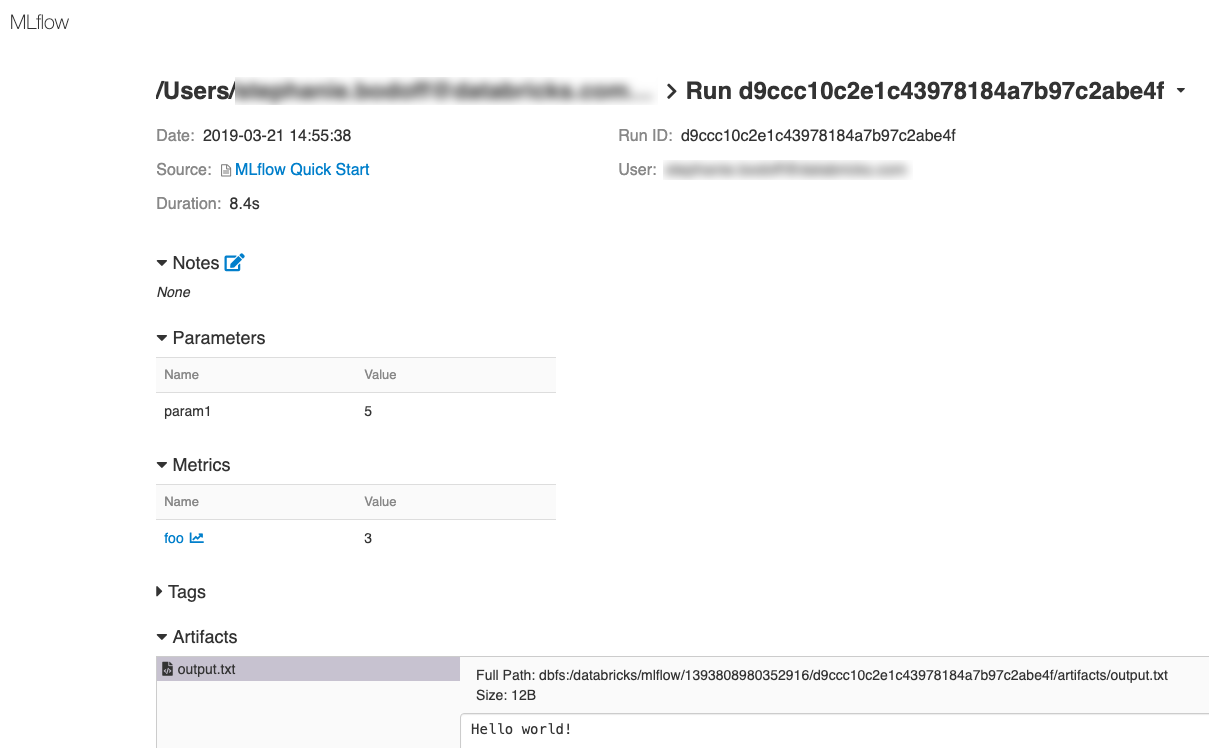 MLflow
/Users/ > Run d9ccc10c2e1c43978184a7b97c2abe4f
Date: 2019-03-21 14:55:38
Run ID: d9ccc10c2e1c43978184a7b97c2abe4f
Source: MLflow Quick Start
User:
Duration: 8.4s
Notes
None
Parameters
Name Value
param1 5
Metrics
Name Value
foo 3
Tags
Artifacts
output.txt
Full Path: dbfs:/databricks/mlflow/1393808980352916/d9ccc10c2e1c43978184a7b97c2abe4f/artifacts/output.txt
Size: 12B
Hello world!